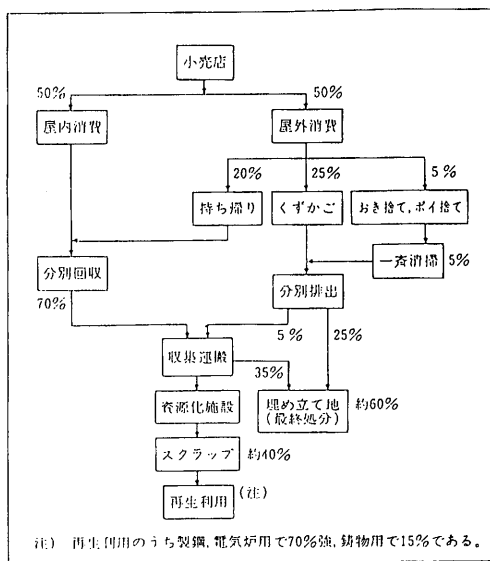 小売店
50%
50%
屋内消費
屋外消費
20%
25%
5%
持ち帰り
くずかご
おき捨て,ポイ捨て
一斉清掃
5%
分別回収
分別排出
70%
5%
25%
収集運搬
35%
資源化施設
埋め立て地
(最終処分)
約60%
スクラップ
約40%
再生利用
(注)
注) 再生利用のうち製鋼,電気炉用で70%強,鋳物用で15%である。